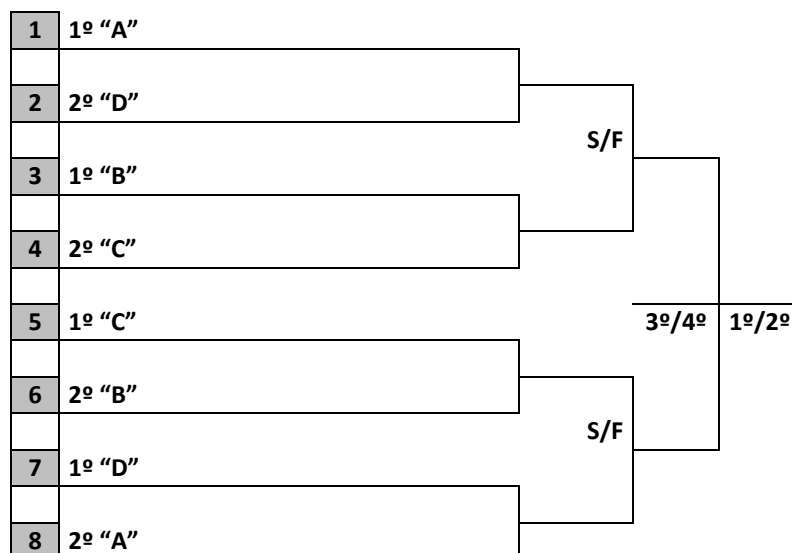 1 1º “A”
2 2º “D”
S/F
3 1º “B”
4 2º “C”
5 1º “C”
3º/4º 1º/2º
6 2º “B”
S/F
7 1º “D”
8 2º “A”